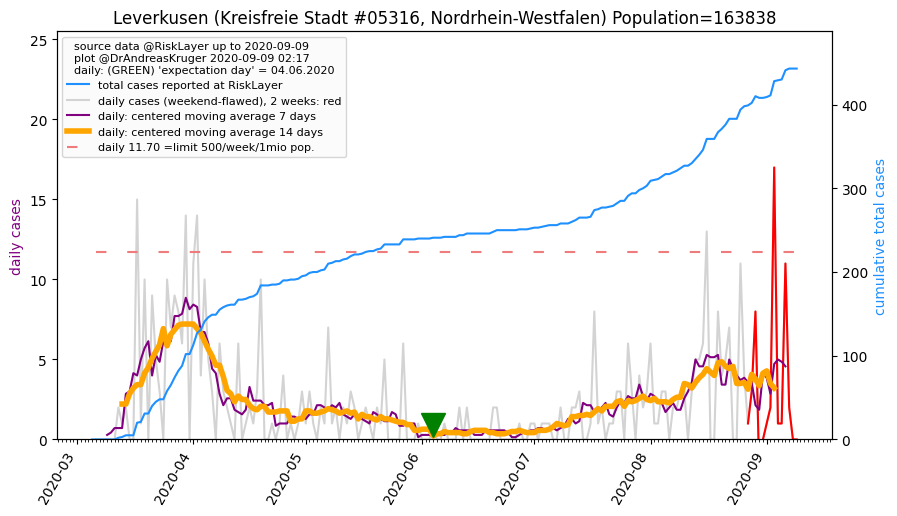 Leverkusen (Kreisfreie Stadt #05316, Nordrhein-Westfalen) Population=163838
source data @RiskLayer up to 2020-09-09
plot @DrAndreasKruger 2020-09-09 02:17
daily: (GREEN) 'expectation day' = 04.06.2020
total cases reported at RiskLayer
daily cases (weekend-flawed), 2 weeks: red
daily: centered moving average 7 days
daily: centered moving average 14 days
daily 11.70 =limit 500/week/1mio pop.
daily cases
25
20
15
10
5
0
cumulative total cases
400
300
200
100
0
2020-03
2020-04
2020-05
2020-06
2020-07
2020-08
2020-09